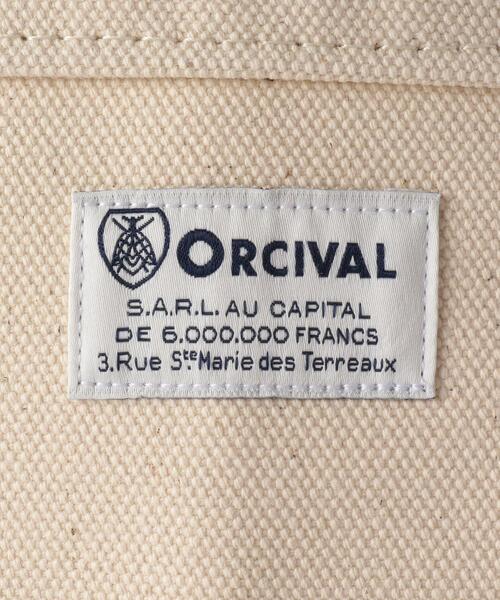 ORCIVAL
S.A.R.L. AU CAPITAL
DE 6.000.000 FRANCS
3.Rue Ste.Marie des Terreaux